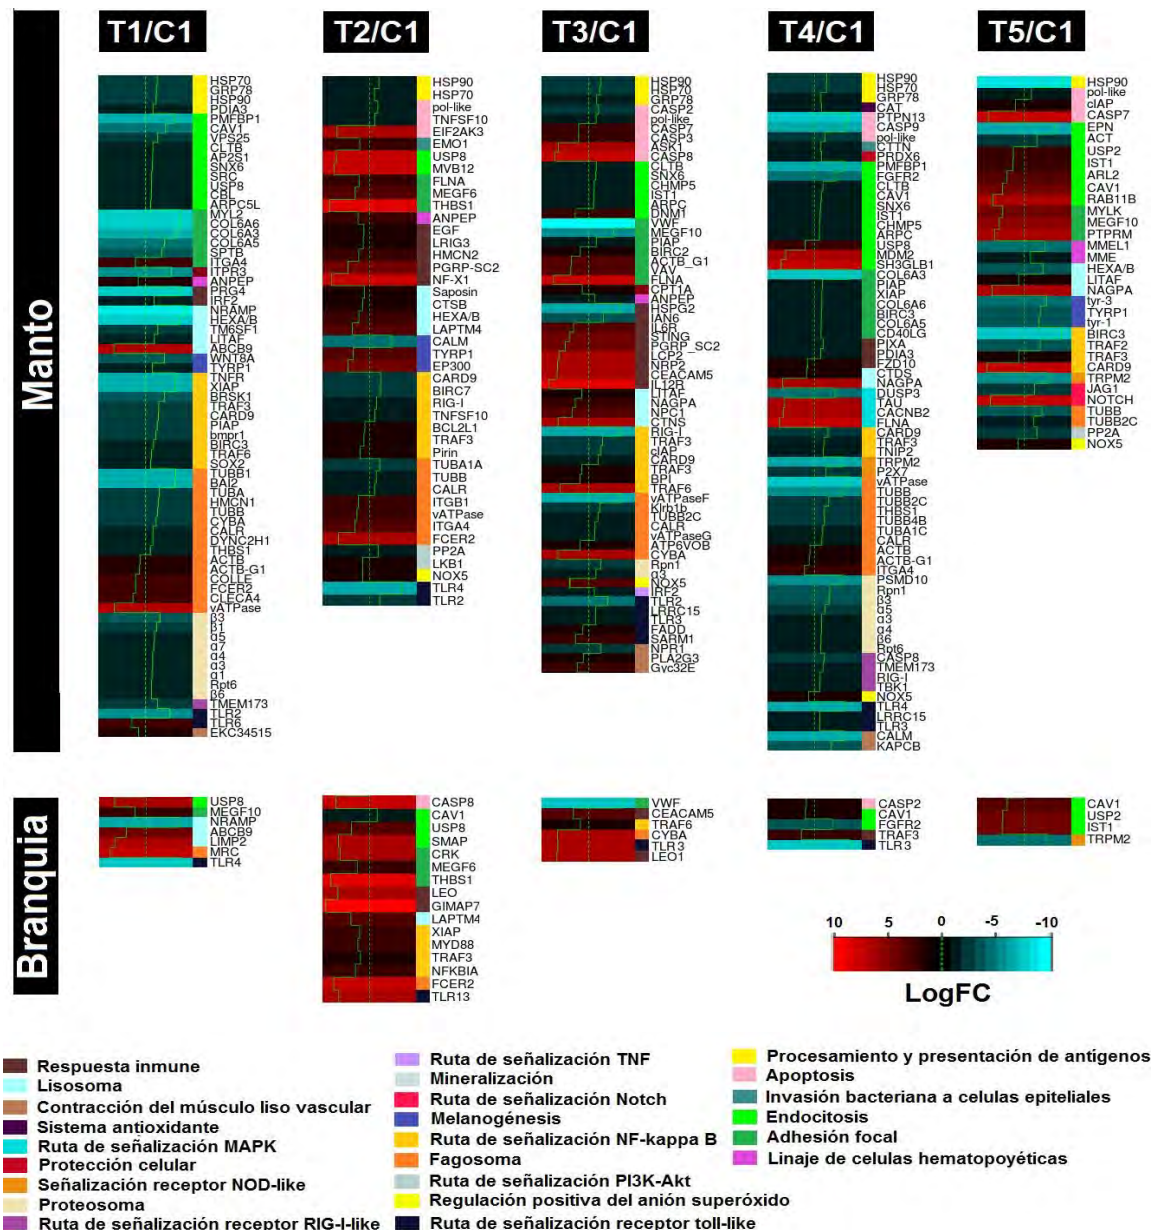 T1/C1
T2/C1
T3/C1
T4/C1
T5/C1
Manto
HSP70
GRP78
HSP90
PDIA3
PMFBP1
CAV1
VPS25
CLTB
AP2S1
SNX6
SRC
USP8
CBL
ARPC5L
MYL2
COL6A6
COL6A3
COL6A5
SPTB
ITGA4
ITPR3
ANPEP
PRG4
IRF2
NRAMP
HEXA/B
TM6SF1
LITAF
ABCB9
WNT8A
TYRP1
TNFR
XIAP
BRSK1
TRAF3
CARD9
PIAP
bmpr1
BIRC3
TRAF6
SOX2
TUBB1
BAI2
TUBA
HMCN1
TUBB
CYBA
CALR
DYNC2H1
THBS1
ACTB
ACTB-G1
COLLE
FCER2
CLECA4
vATPase
β3
β1
α5
α7
α4
α3
α1
Rpt6
β6
TMEM173
TLR2
TLR6
EKC34515
HSP90
HSP70
pol-like
TNFSF10
EIF2AK3
EMO1
USP8
MVB12
FLNA
MEGF6
THBS1
ANPEP
EGF
LRIG3
HMCN2
PGRP-SC2
NF-X1
Saposin
CTSB
HEXA/B
LAPTM4
CALM
TYRP1
EP300
CARD9
BIRC7
RIG-I
TNFSF10
BCL2L1
TRAF3
Pirin
TUBA1A
TUBB
CALR
ITGB1
vATPase
ITGA4
FCER2
PP2A
LKB1
NOX5
TLR4
TLR2
HSP90
HSP70
GRP78
CASP2
pol-like
CASP7
CASP3
ASK1
CASP8
CLTB
SNX6
CHMP5
IST1
ARPC
DNM1
VWF
MEGF10
PIAP
BIRC2
ACTB_G1
VAV
FLNA
CPT1A
ANPEP
HSPG2
IAN6
IL6R
STING
PGRP_SC2
LCP2
NRP2
CEACAM5
IL12R
LITAF
NAGPA
NPC1
CTNS
RIG-I
TRAF3
cIAP
CARD9
TRAF3
BPI
TRAF6
vATPaseF
Klrb1b
TUBB2C
CALR
vATPaseG
ATP6VOB
CYBA
Rpn1
α3
NOX5
IRF2
TLR2
LRRC15
TLR3
FADD
SARM1
NPR1
PLA2G3
Gyc32E
HSP90
HSP70
GRP78
CAT
PTPN13
CASP9
pol-like
CTTN
PRDX6
PMFBP1
FGFR2
CLTB
CAV1
SNX6
IST1
CHMP5
ARPC
USP8
MDM2
SH3GLB1
COL6A3
PIAP
XIAP
COL6A6
BIRC3
COL6A5
CD40LG
PIXA
PDIA3
FZD10
CTDS
NAGPA
DUSP3
TAU
CACNB2
FLNA
CARD9
TRAF3
TNIP2
TRPM2
P2X7
vATPase
TUBB
TUBB2C
THBS1
TUBB4B
TUBA1C
CALR
ACTB
ACTB-G1
ITGA4
PSMD10
Rpn1
β3
α5
α3
α4
β6
Rpt6
CASP8
TMEM173
RIG-I
TBK1
NOX5
TLR4
LRRC15
TLR3
CALM
KAPCB
HSP90
pol-like
cIAP
CASP7
EPN
ACT
USP2
IST1
ARL2
CAV1
RAB11B
MYLK
MEGF10
PTPRM
MMEL1
MME
HEXA/B
LITAF
NAGPA
tyr-3
TYRP1
tyr-1
BIRC3
TRAF2
TRAF3
CARD9
TRPM2
JAG1
NOTCH
TUBB
TUBB2C
PP2A
NOX5
Branquia
USP8
MEGF10
NRAMP
ABCB9
LIMP2
MRC
TLR4
CASP8
CAV1
USP8
SMAP
CRK
MEGF6
THBS1
LEO
GIMAP7
LAPTM4
XIAP
MYD88
TRAF3
NFKBIA
FCER2
TLR13
VWF
CEACAM5
TRAF6
CYBA
TLR3
LEO1
CASP2
CAV1
FGFR2
TRAF3
TLR3
CAV1
USP2
IST1
TRPM2
10 5 0 -5 -10
LogFC
Respuesta inmune
Lisosoma
Contracción del músculo liso vascular
Sistema antioxidante
Ruta de señalización MAPK
Protección celular
Señalización receptor NOD-like
Proteosoma
Ruta de señalización receptor RIG-I-like
Ruta de señalización TNF
Mineralización
Ruta de señalización Notch
Melanogénesis
Ruta de señalización NF-kappa B
Fagosoma
Ruta de señalización PI3K-Akt
Regulación positiva del anión superóxido
Ruta de señalización receptor toll-like
Procesamiento y presentación de antígenos
Apoptosis
Invasión bacteriana a celulas epiteliales
Endocitosis
Adhesión focal
Linaje de celulas hematopoyéticas